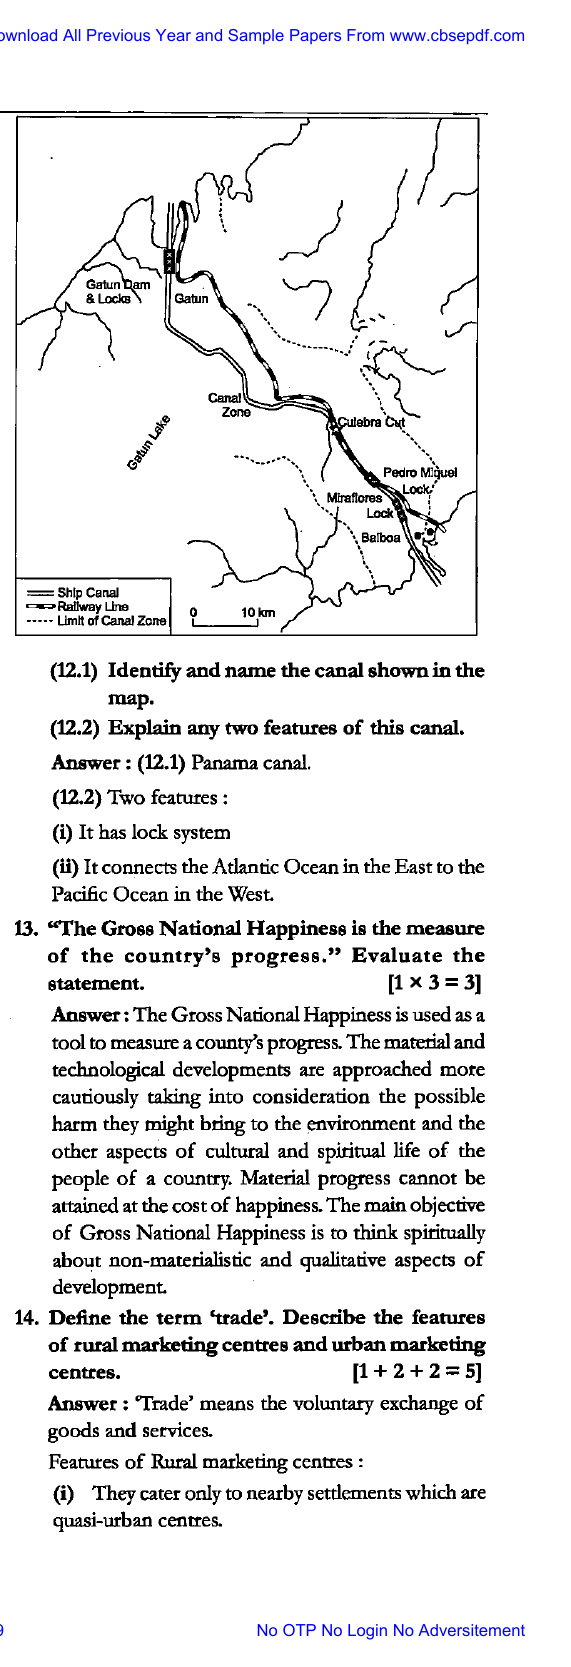 ownload All Previous Year and Sample Papers From www.cbsepdf.com
Gatun Dam
& Locks
Gatun
Canal
Zone
Gatun Lake
Culebra Cut
Pedro Miguel
Lock
Miraflores
Lock
Balboa
Ship Canal
Railway Line
Limit of Canal Zone
0 10 km
(12.1) Identify and name the canal shown in the
map.
(12.2) Explain any two features of this canal.
Answer : (12.1) Panama canal.
(12.2) Two features :
(i) It has lock system
(ii) It connects the Atlantic Ocean in the East to the
Pacific Ocean in the West.
13. “The Gross National Happiness is the measure
of the country’s progress.” Evaluate the
statement. [1 × 3 = 3]
Answer : The Gross National Happiness is used as a
tool to measure a county’s progress. The material and
technological developments are approached more
cautiously taking into consideration the possible
harm they might bring to the environment and the
other aspects of cultural and spiritual life of the
people of a country. Material progress cannot be
attained at the cost of happiness. The main objective
of Gross National Happiness is to think spiritually
about non-materialistic and qualitative aspects of
development.
14. Define the term ‘trade’. Describe the features
of rural marketing centres and urban marketing
centres. [1 + 2 + 2 = 5]
Answer : ‘Trade’ means the voluntary exchange of
goods and services.
Features of Rural marketing centres :
(i) They cater only to nearby settlements which are
quasi-urban centres.
9 No OTP No Login No Adversitement